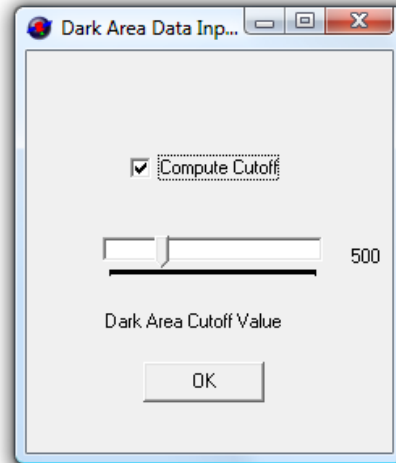 Dark Area Data Inp...
Compute Cutoff
500
Dark Area Cutoff Value
OK